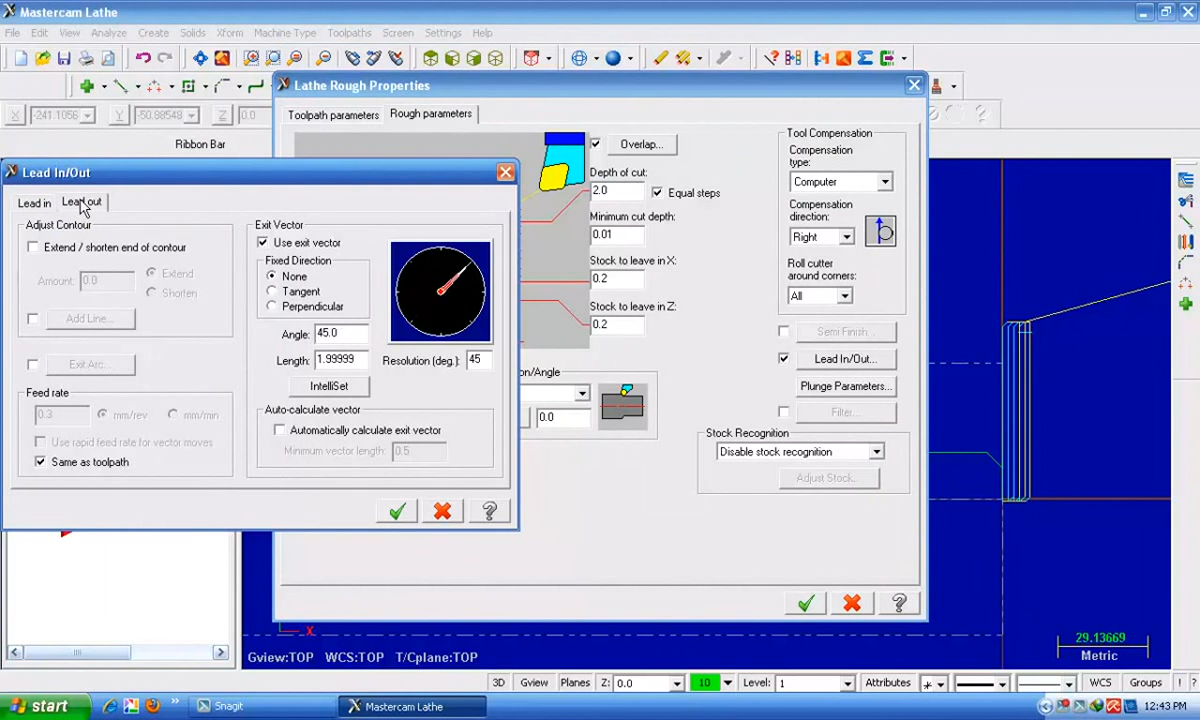 Mastercam Lathe
File Edit View Analyze Create Solids Xform Machine Type Toolpaths Screen Settings Help
X -241.1056 Y -50.88548 Z 0.0
Ribbon Bar
Lathe Rough Properties
Toolpath parameters Rough parameters
Overlap...
Depth of cut:
2.0 Equal steps
Minimum cut depth:
0.01
Stock to leave in X:
0.2
Stock to leave in Z:
0.2
on/Angle
0.0
Tool Compensation
Compensation
type:
Computer
Compensation
direction:
Right
Roll cutter
around corners:
All
Semi Finish...
Lead In/Out...
Plunge Parameters...
Filter...
Stock Recognition
Disable stock recognition
Adjust Stock...
Lead In/Out
Lead in Lead out
Adjust Contour
Extend / shorten end of contour
Amount: 0.0 Extend
Shorten
Add Line...
Exit Arc...
Feed rate
0.3 mm/rev mm/min
Use rapid feed rate for vector moves
Same as toolpath
Exit Vector
Use exit vector
Fixed Direction
None
Tangent
Perpendicular
Angle: 45.0
Length: 1.99999 Resolution (deg.): 45
IntelliSet
Auto-calculate vector
Automatically calculate exit vector
Minimum vector length: 0.5
X
Gview:TOP WCS:TOP T/Cplane:TOP
29.13669
Metric
3D Gview Planes Z: 0.0 10 Level: 1 Attributes WCS Groups ! ?
start Snagit Mastercam Lathe 12:43 PM